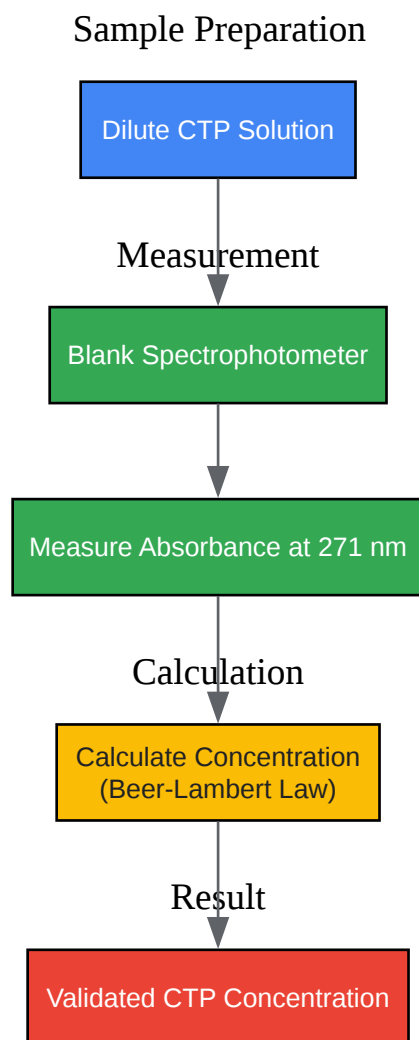 Sample Preparation
Dilute CTP Solution
Measurement
Blank Spectrophotometer
Measure Absorbance at 271 nm
Calculation
Calculate Concentration
(Beer-Lambert Law)
Result
Validated CTP Concentration